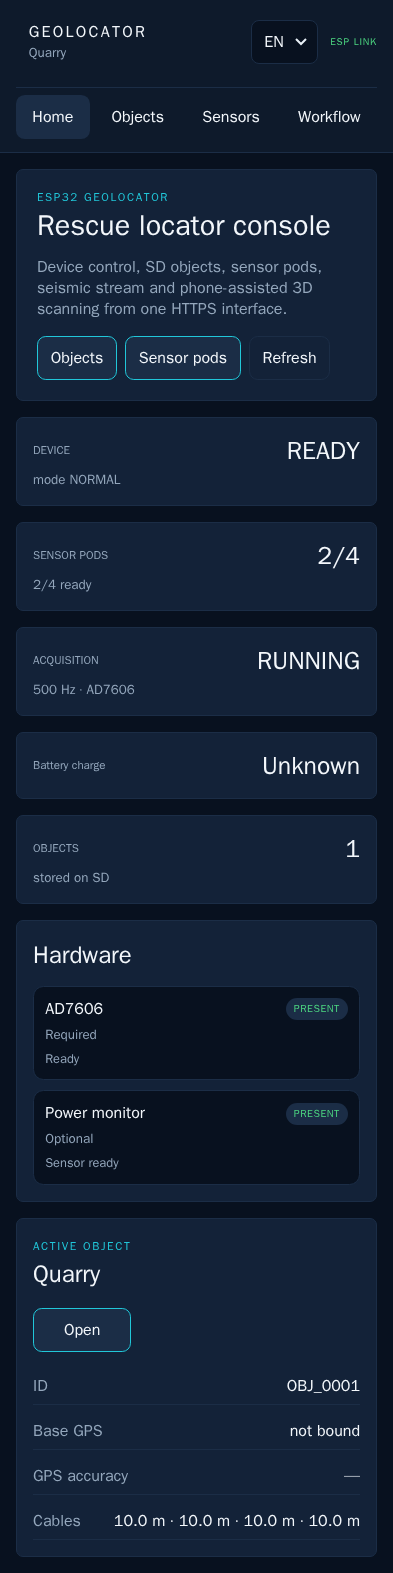 GEOLOCATOR
Quarry
EN
ESP LINK
Home Objects Sensors Workflow
ESP32 GEOLOCATOR
Rescue locator console
Device control, SD objects, sensor pods,
seismic stream and phone-assisted 3D
scanning from one HTTPS interface.
Objects Sensor pods Refresh
DEVICE READY
mode NORMAL
SENSOR PODS 2/4
2/4 ready
ACQUISITION RUNNING
500 Hz · AD7606
Battery charge Unknown
OBJECTS 1
stored on SD
Hardware
AD7606 PRESENT
Required
Ready
Power monitor PRESENT
Optional
Sensor ready
ACTIVE OBJECT
Quarry
Open
ID OBJ_0001
Base GPS not bound
GPS accuracy —
Cables 10.0 m · 10.0 m · 10.0 m · 10.0 m